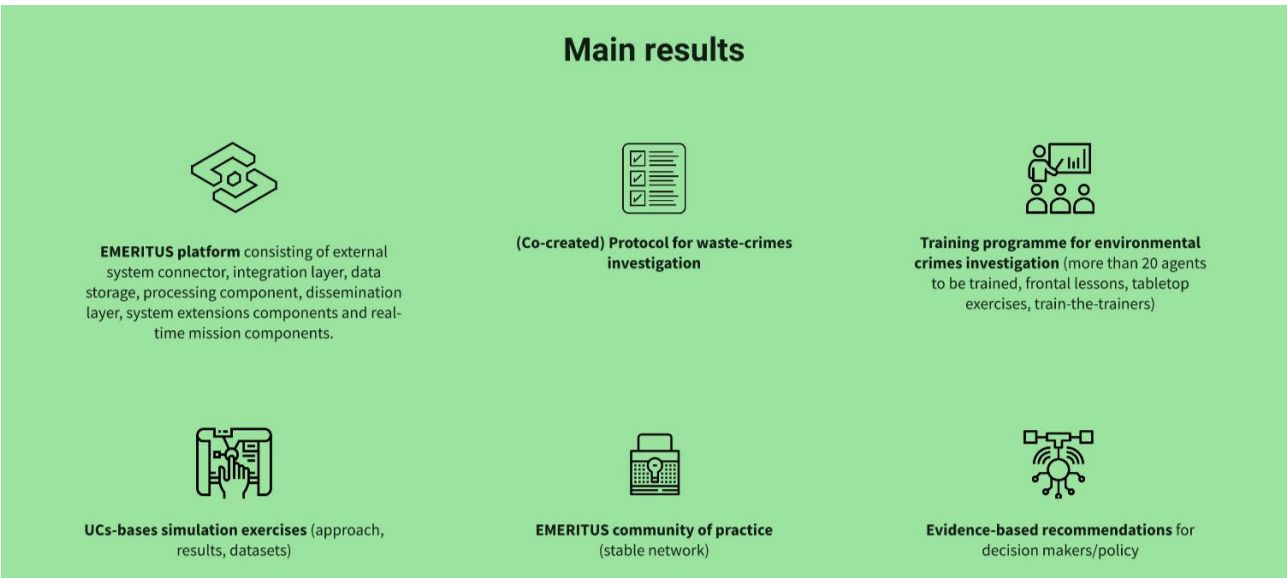 Main results
EMERITUS platform consisting of external
system connector, integration layer, data
storage, processing component, dissemination
layer, system extensions components and real-
time mission components.
(Co-created) Protocol for waste-crimes
investigation
Training programme for environmental
crimes investigation (more than 20 agents
to be trained, frontal lessons, tabletop
exercises, train-the-trainers)
UCs-bases simulation exercises (approach,
results, datasets)
EMERITUS community of practice
(stable network)
Evidence-based recommendations for
decision makers/policy